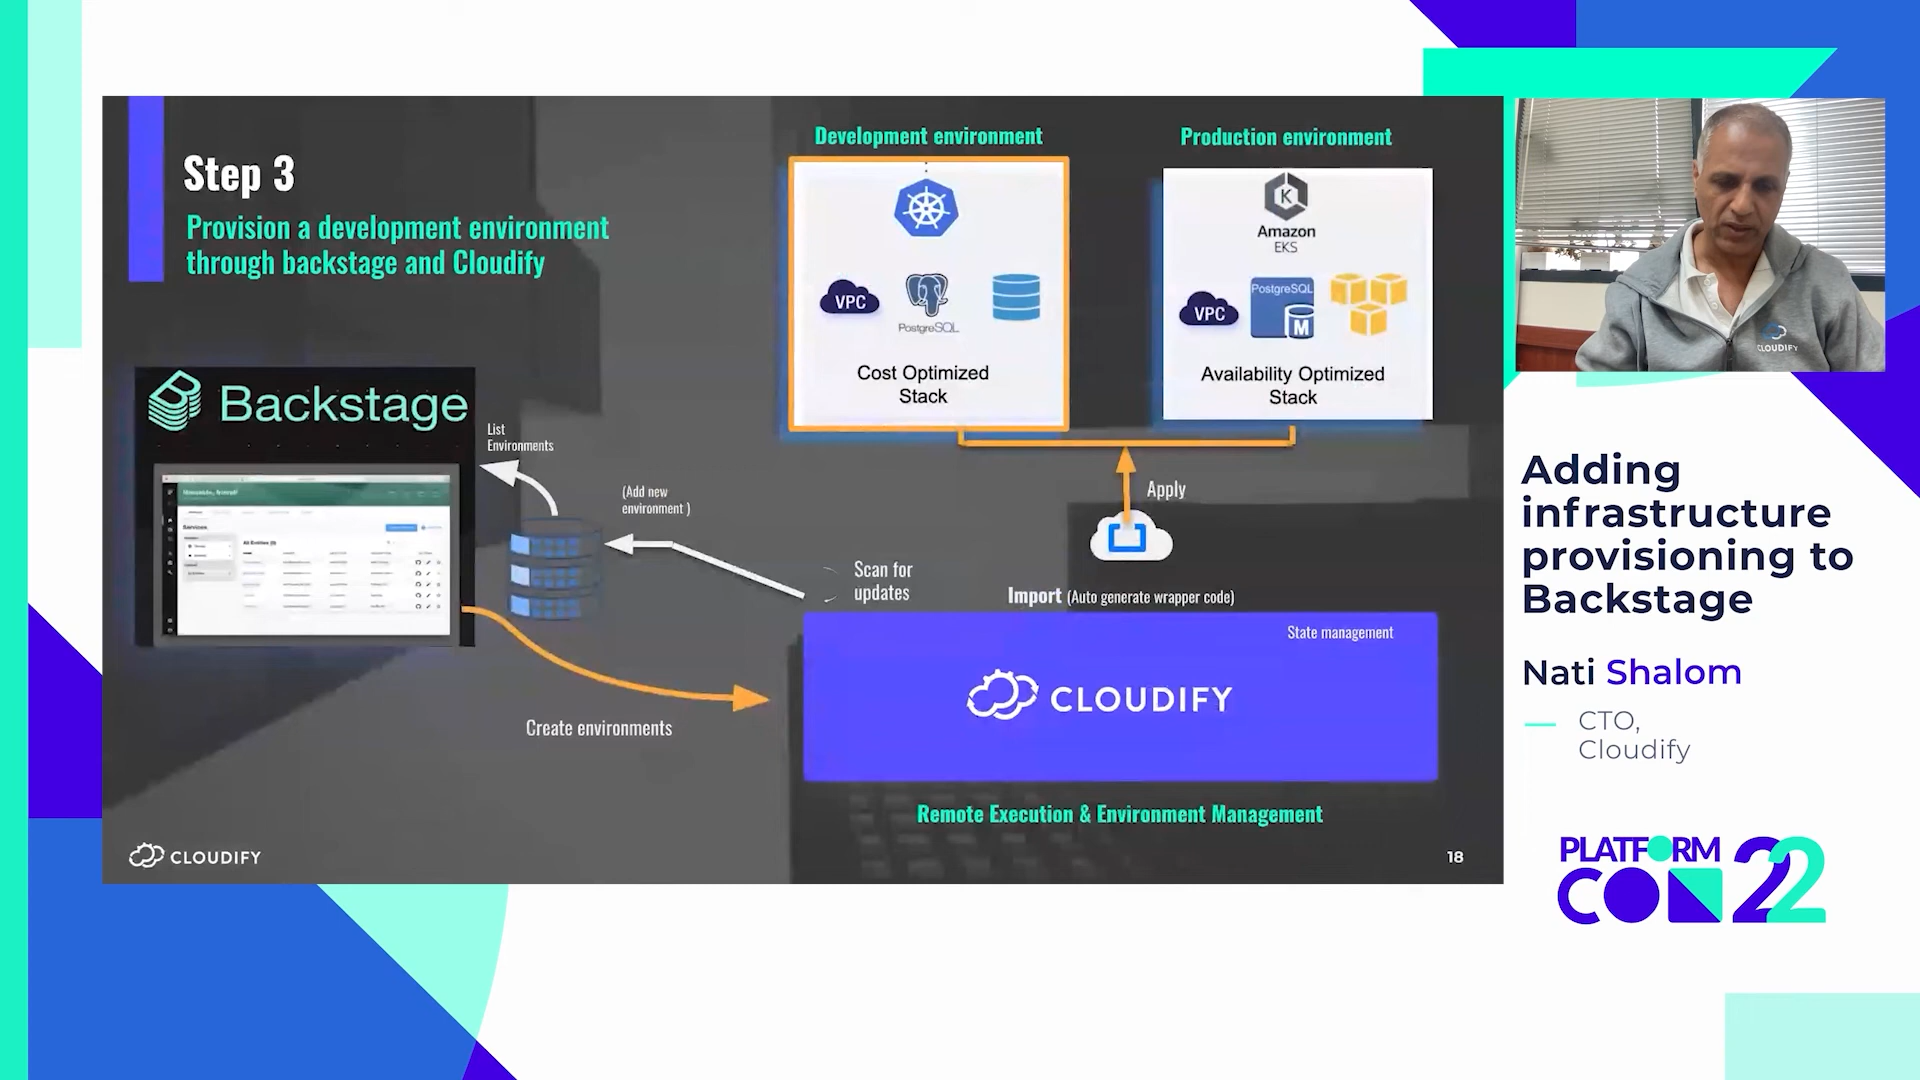 Step 3
Provision a development environment
through backstage and Cloudify
Development environment
VPC
PostgreSQL
Cost Optimized
Stack
Production environment
K
Amazon
EKS
VPC
PostgreSQL
M
Availability Optimized
Stack
Backstage
List
Environments
(Add new
environment )
Scan for
updates
Apply
Import (Auto generate wrapper code)
State management
CLOUDIFY
Create environments
Remote Execution & Environment Management
CLOUDIFY
18
CLOUDIFY
Adding
infrastructure
provisioning to
Backstage
Nati Shalom
CTO,
Cloudify
PLATFORM
CON 22
Services